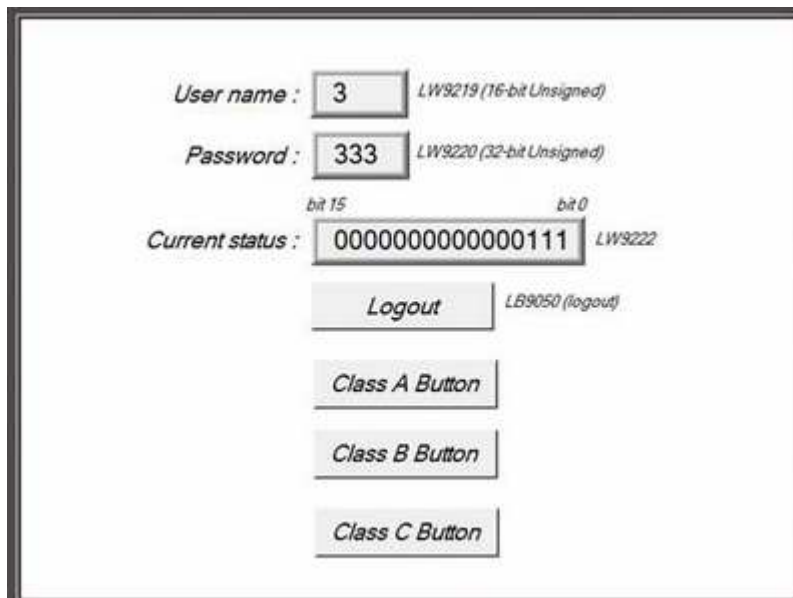 User name : 3 LW9219 (16-bit Unsigned)
Password : 333 LW9220 (32-bit Unsigned)
bit 15 bit 0
Current status : 0000000000000111 LW9222
Logout LB9050 (logout)
Class A Button
Class B Button
Class C Button